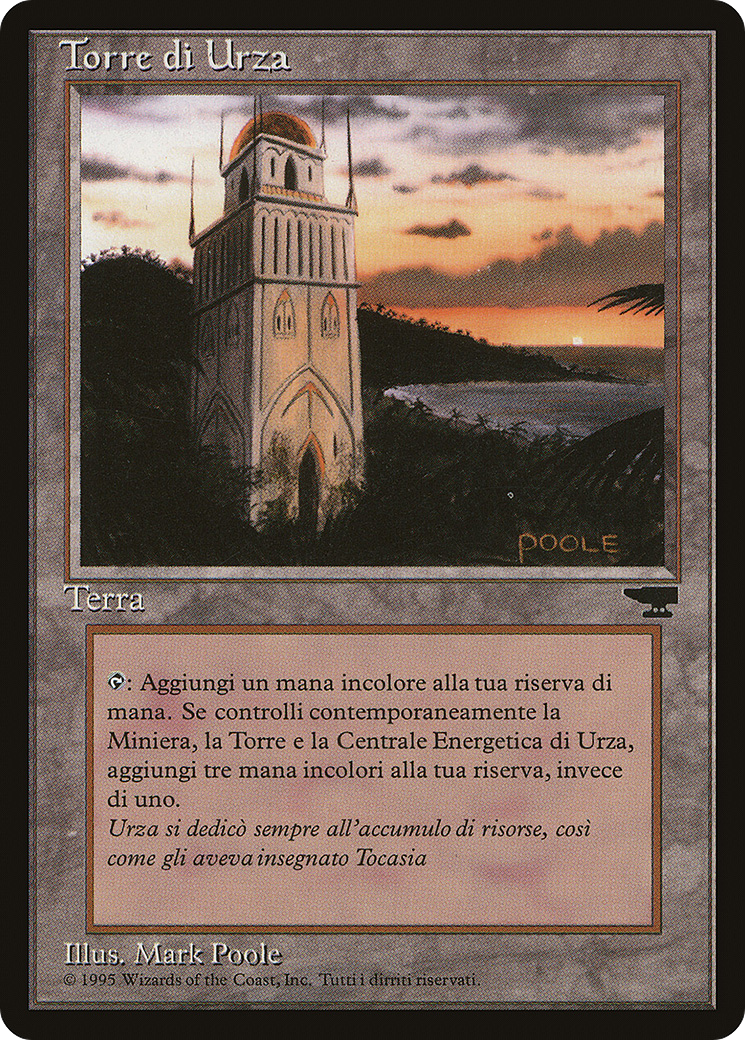 Torre di Urza
POOLE
Terra
: Aggiungi un mana incolore alla tua riserva di
mana. Se controlli contemporaneamente la
Miniera, la Torre e la Centrale Energetica di Urza,
aggiungi tre mana incolori alla tua riserva, invece
di uno.
Urza si dedicò sempre all'accumulo di risorse, così
come gli aveva insegnato Tocasia
Illus. Mark Poole
© 1995 Wizards of the Coast, Inc. Tutti i dirriti riservati.